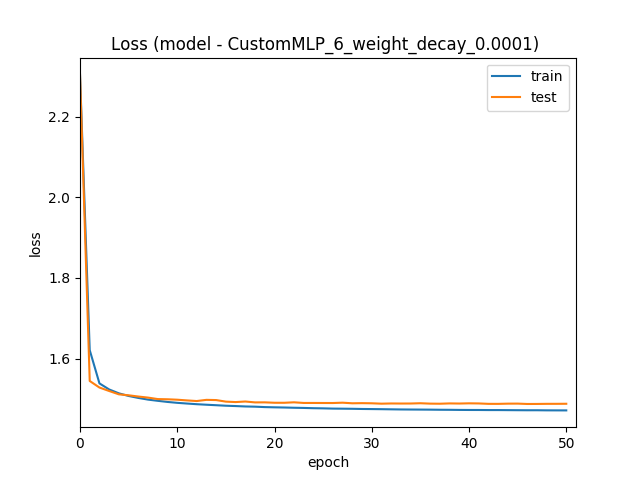 Loss (model - CustomMLP_6_weight_decay_0.0001)
train
test
2.2
2.0
1.8
1.6
loss
0 10 20 30 40 50
epoch